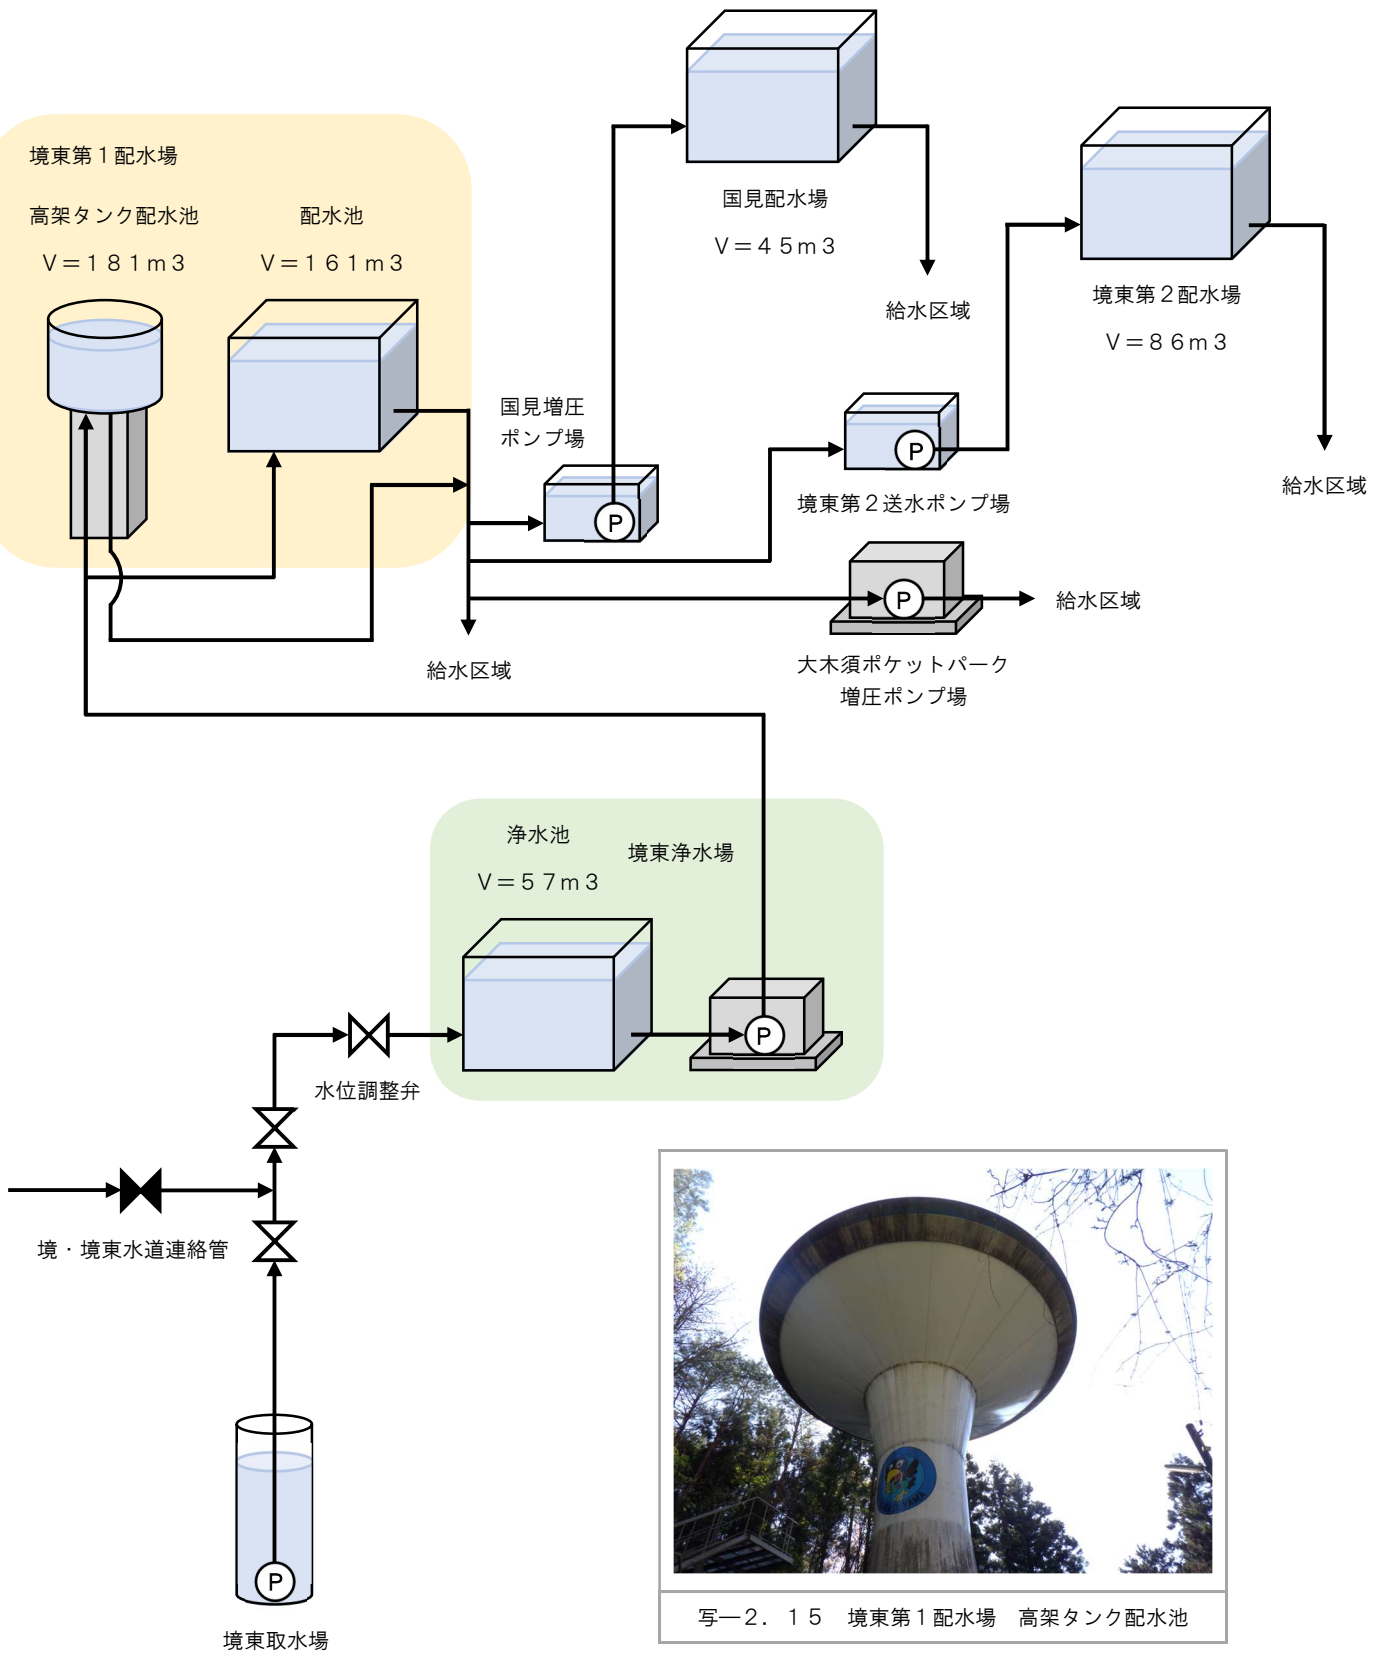 境東第１配水場
高架タンク配水池
Ｖ＝１８１ｍ３
配水池
Ｖ＝１６１ｍ３
国見配水場
Ｖ＝４５ｍ３
給水区域
境東第２配水場
Ｖ＝８６ｍ３
給水区域
国見増圧
ポンプ場
P
P
境東第２送水ポンプ場
P
給水区域
大木須ポケットパーク
増圧ポンプ場
給水区域
浄水池
Ｖ＝５７ｍ３
境東浄水場
P
水位調整弁
境・境東水道連絡管
P
境東取水場
写―２．１５　境東第１配水場　高架タンク配水池